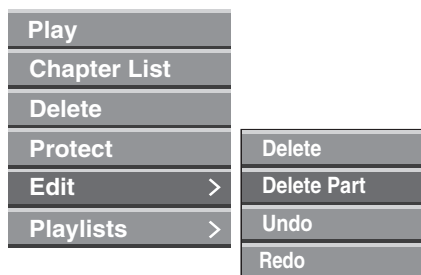 Play
Chapter List
Delete
Protect
Edit >
Playlists >
Delete
Delete Part
Undo
Redo